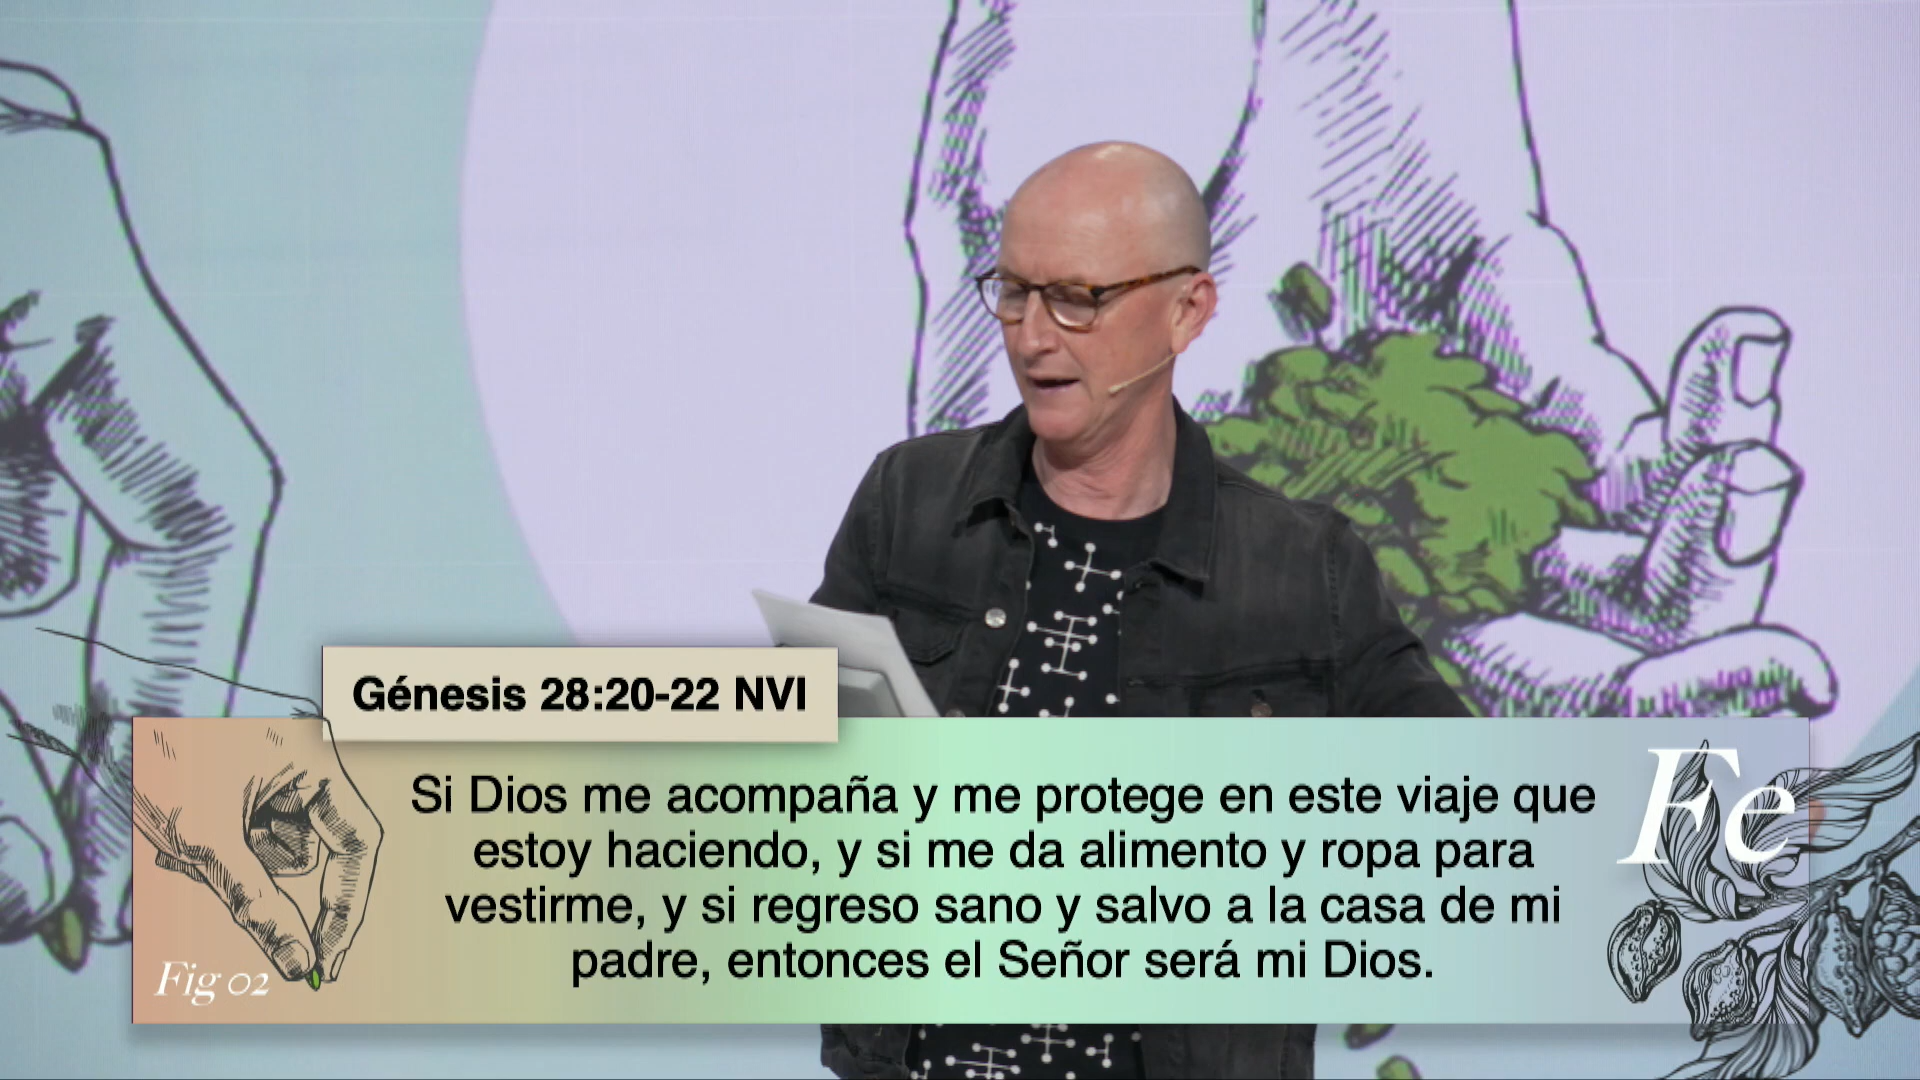 Génesis 28:20-22 NVI
Si Dios me acompaña y me protege en este viaje que
estoy haciendo, y si me da alimento y ropa para
vestirme, y si regreso sano y salvo a la casa de mi
padre, entonces el Señor será mi Dios.
Fe
Fig 02